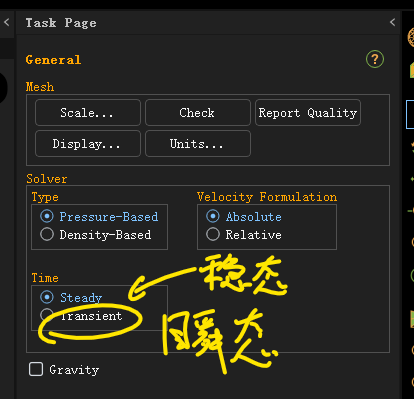 Task Page
General
?
Mesh
Scale... Check Report Quality
Display... Units...
Solver
Type Velocity Formulation
Pressure-Based Absolute
Density-Based Relative
Time
稳态
Steady
Transient
瞬态
Gravity